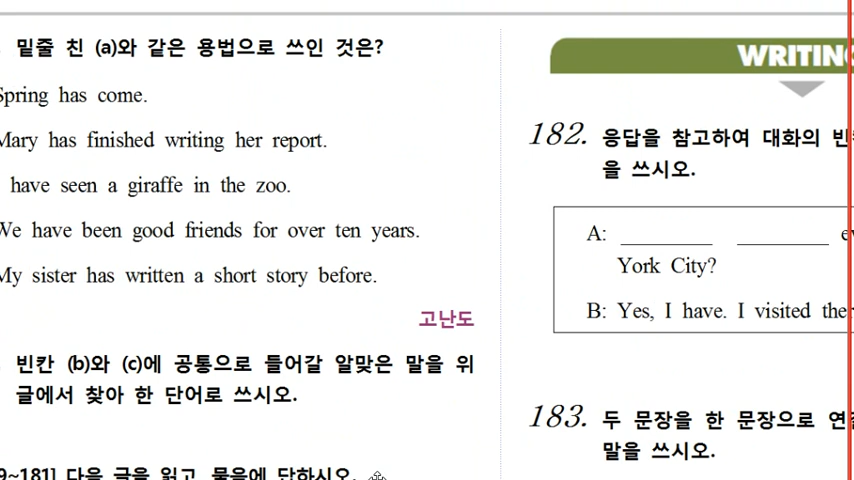 밑줄 친 (a)와 같은 용법으로 쓰인 것은?
Spring has come.
Mary has finished writing her report.
have seen a giraffe in the zoo.
We have been good friends for over ten years.
My sister has written a short story before.
고난도
빈칸 (b)와 (c)에 공통으로 들어갈 알맞은 말을 위
글에서 찾아 한 단어로 쓰시오.
9~181] 다음 글을 읽고, 물음에 답하시오.
WRITING
182. 응답을 참고하여 대화의
을 쓰시오.
A: ________ ________
York City?
B: Yes, I have. I visited
183. 두 문장을 한 문장으로
말을 쓰시오.